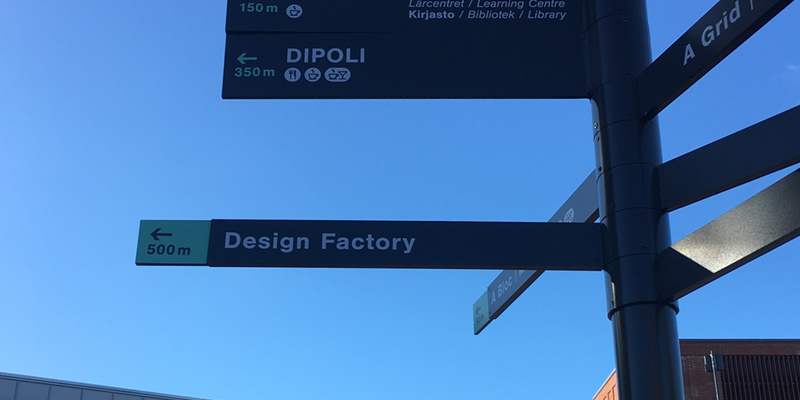 150 m
Lärcentret / Learning Centre
Kirjasto / Bibliotek / Library
DIPOLI
350 m
A Grid
Design Factory
500 m
A Bloc